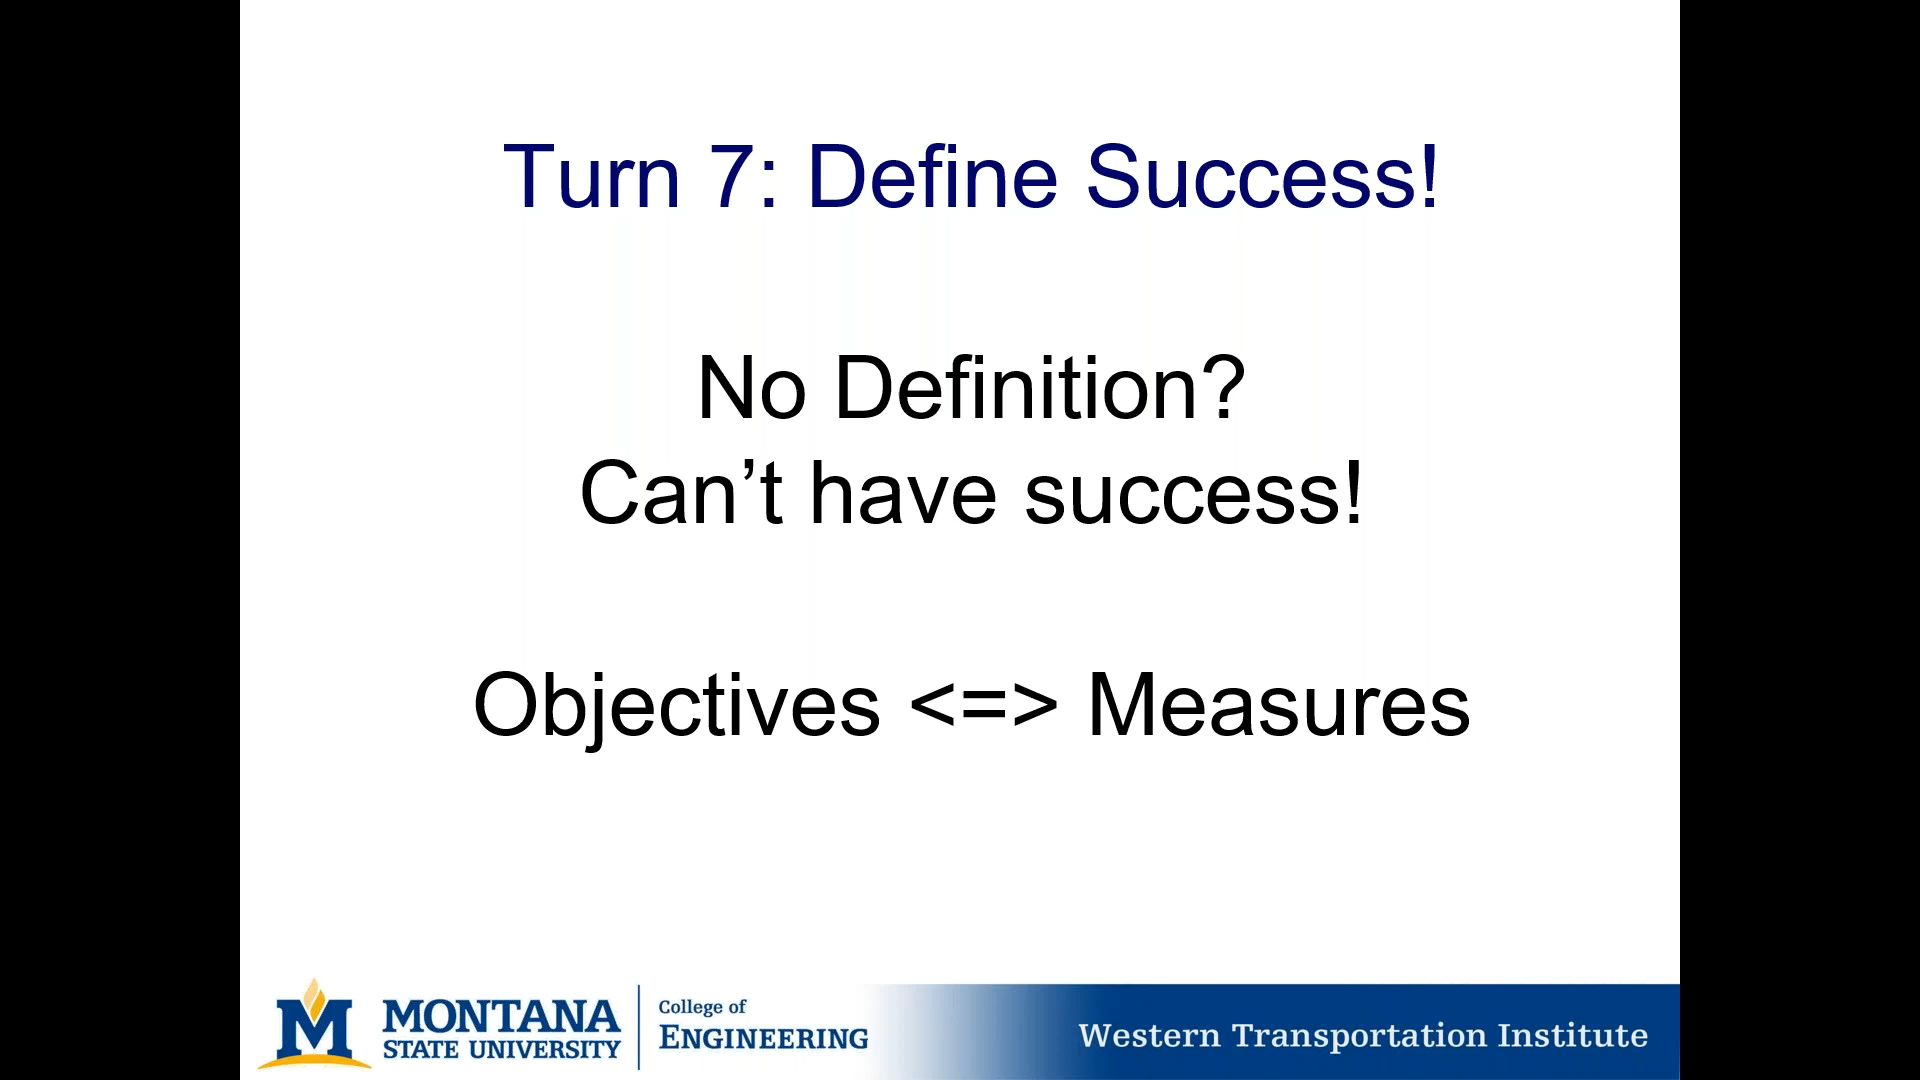 Turn 7: Define Success!
No Definition?
Can’t have success!
Objectives <=> Measures
M
MONTANA
STATE UNIVERSITY
College of
ENGINEERING
Western Transportation Institute